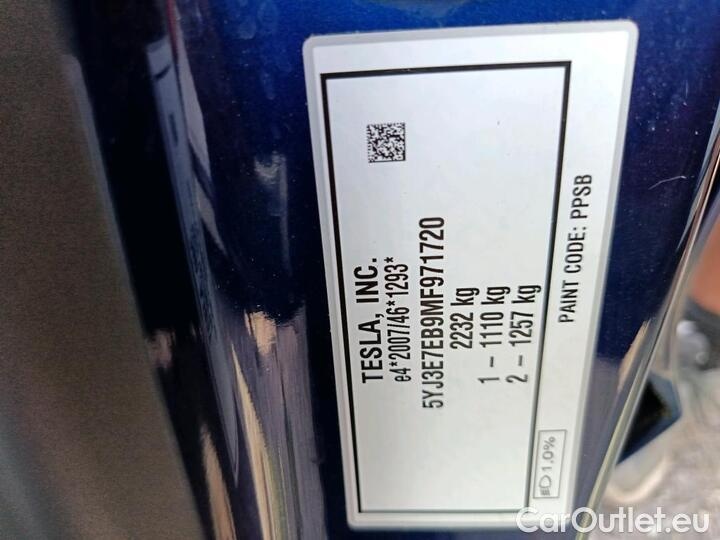 TESLA, INC.
e4*2007/46*1293*
5YJ3E7EB9MF971720
2232 kg
1 – 1110 kg
2 – 1257 kg
1,0%
PAINT CODE: PPSB
CarOutlet.eu